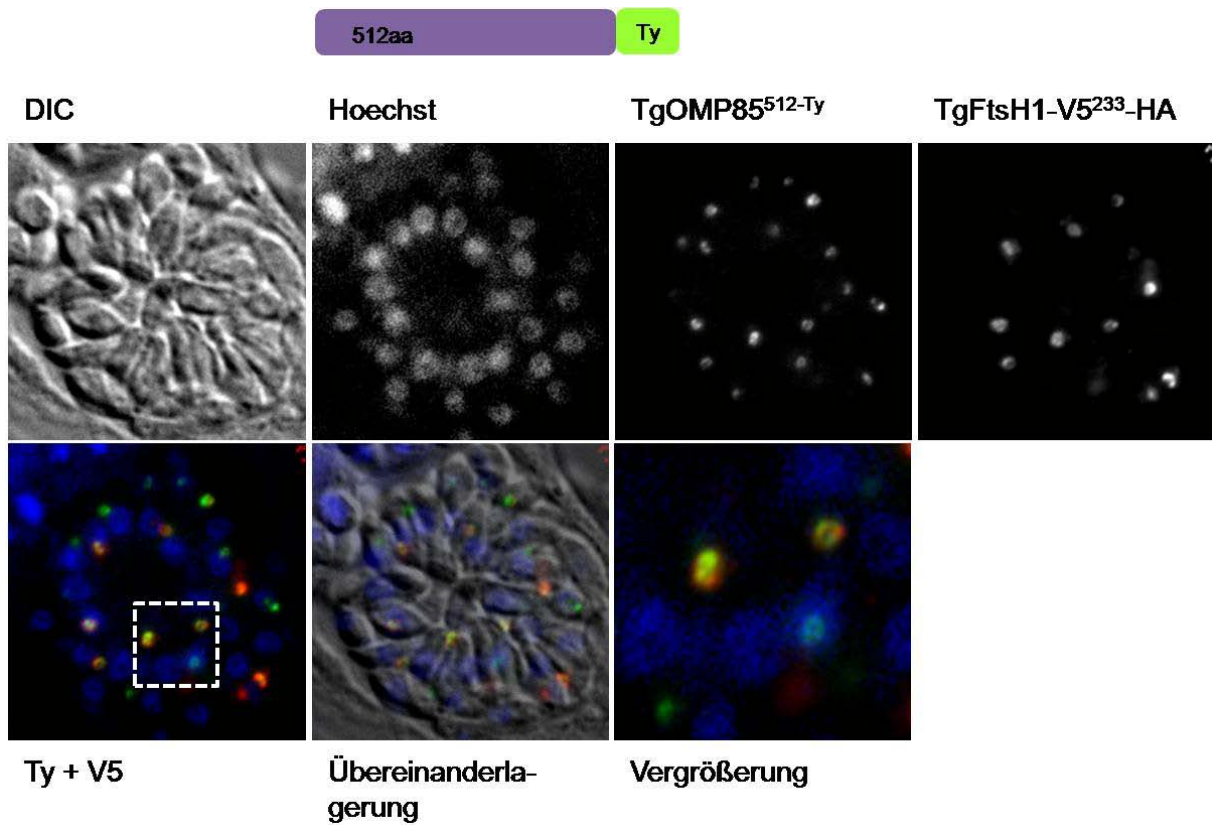 512aa Ty
DIC Hoechst TgOMP85⁵¹²⁻ᵀʸ TgFtsH1-V5²³³-HA
Ty + V5 Übereinanderla- Vergrößerung
gerung